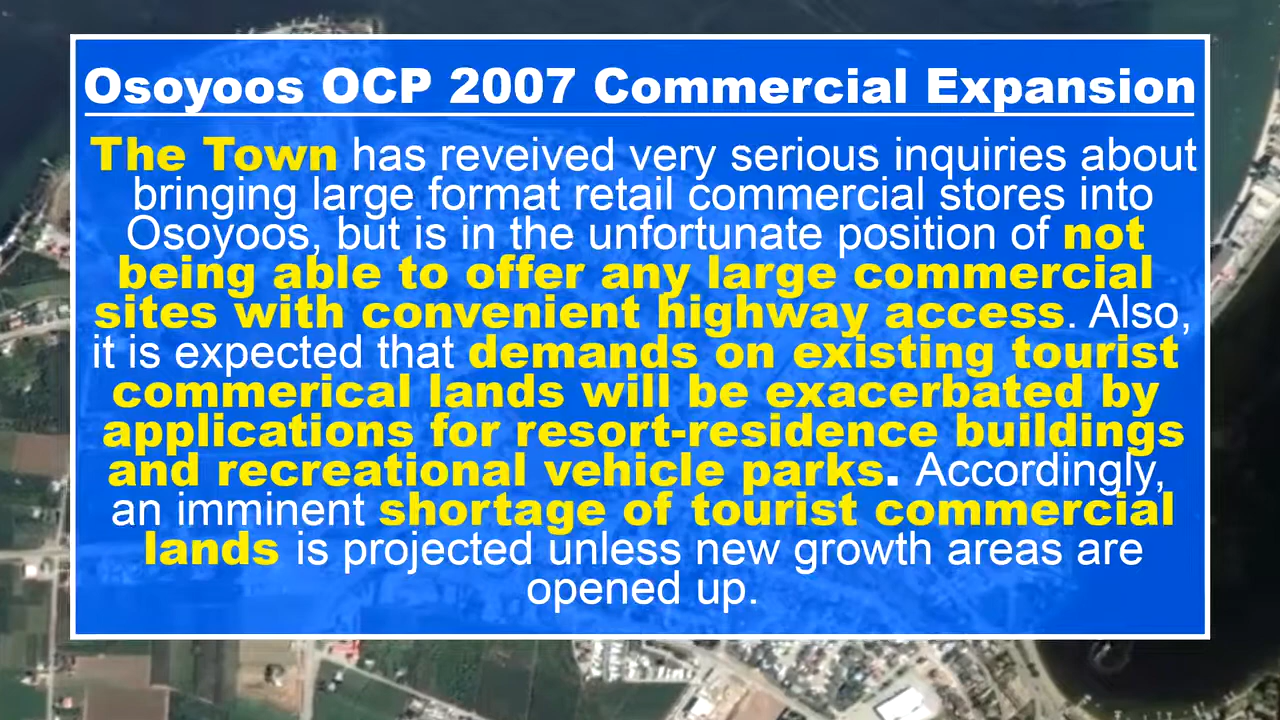 Osoyoos OCP 2007 Commercial Expansion
The Town has reveived very serious inquiries about
bringing large format retail commercial stores into
Osoyoos, but is in the unfortunate position of not
being able to offer any large commercial
sites with convenient highway access. Also,
it is expected that demands on existing tourist
commerical lands will be exacerbated by
applications for resort-residence buildings
and recreational vehicle parks. Accordingly,
an imminent shortage of tourist commercial
lands is projected unless new growth areas are
opened up.